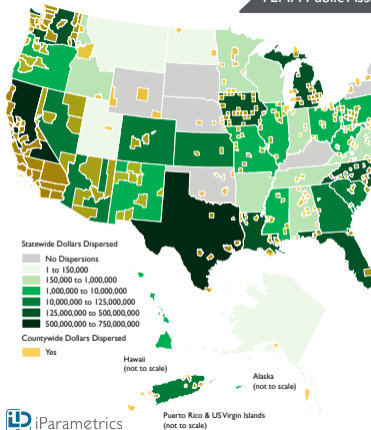 Statewide Dollars Dispersed
No Dispersions
1 to 150,000
150,000 to 1,000,000
1,000,000 to 10,000,000
10,000,000 to 125,000,000
125,000,000 to 500,000,000
500,000,000 to 750,000,000
Countywide Dollars Dispersed
Yes
Hawaii
(not to scale)
Alaska
(not to scale)
Puerto Rico & US Virgin Islands
(not to scale)
iParametrics